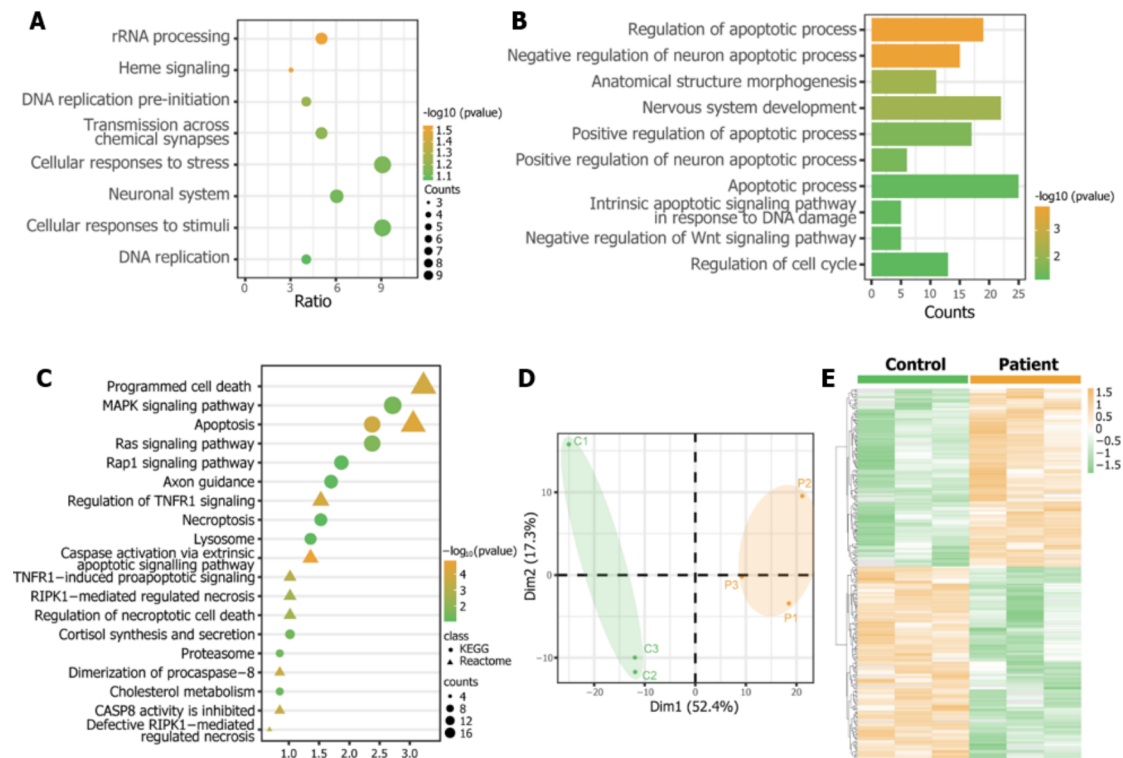 A
rRNA processing
Heme signaling
DNA replication pre-initiation
Transmission across
chemical synapses
Cellular responses to stress
Neuronal system
Cellular responses to stimuli
DNA replication
0 3 6 9
Ratio
-log10 (pvalue)
1.5
1.4
1.3
1.2
1.1
Counts
3
4
5
6
7
8
9
B
Regulation of apoptotic process
Negative regulation of neuron apoptotic process
Anatomical structure morphogenesis
Nervous system development
Positive regulation of apoptotic process
Positive regulation of neuron apoptotic process
Apoptotic process
Intrinsic apoptotic signaling pathway
in response to DNA damage
Negative regulation of Wnt signaling pathway
Regulation of cell cycle
0 5 10 15 20 25
Counts
-log10 (pvalue)
3
2
C
Programmed cell death
MAPK signaling pathway
Apoptosis
Ras signaling pathway
Rap1 signaling pathway
Axon guidance
Regulation of TNFR1 signaling
Necroptosis
Lysosome
Caspase activation via extrinsic
apoptotic signalling pathway
TNFR1−induced proapoptotic signaling
RIPK1−mediated regulated necrosis
Regulation of necroptotic cell death
Cortisol synthesis and secretion
Proteasome
Dimerization of procaspase−8
Cholesterol metabolism
CASP8 activity is inhibited
Defective RIPK1−mediated
regulated necrosis
1.0 1.5 2.0 2.5 3.0
−log₁₀(pvalue)
4
3
2
class
KEGG
Reactome
counts
4
8
12
16
D
C1
P2
P3
P1
C3
C2
10
0
−10
−20 −10 0 10 20
Dim2 (17.3%)
Dim1 (52.4%)
E
Control Patient
1.5
1
0.5
0
−0.5
−1
−1.5